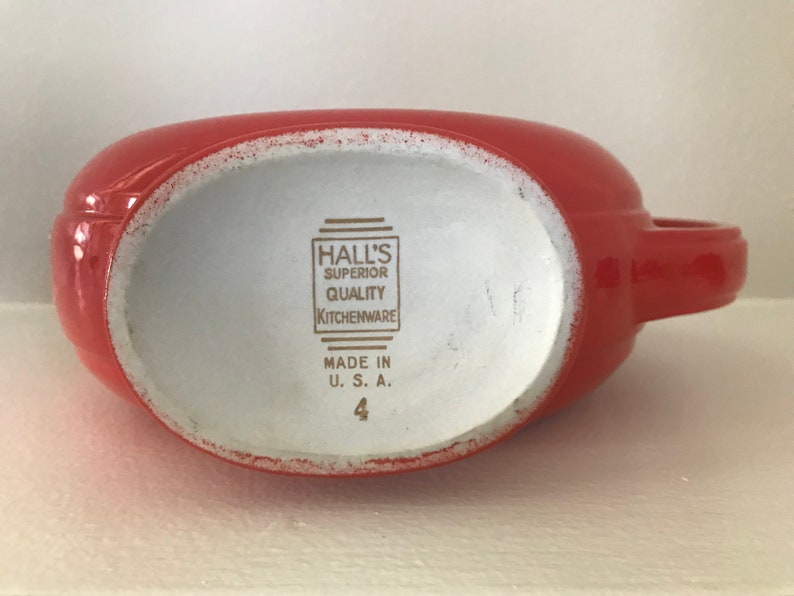 HALL'S
SUPERIOR
QUALITY
KITCHENWARE
MADE IN
U. S. A.
4